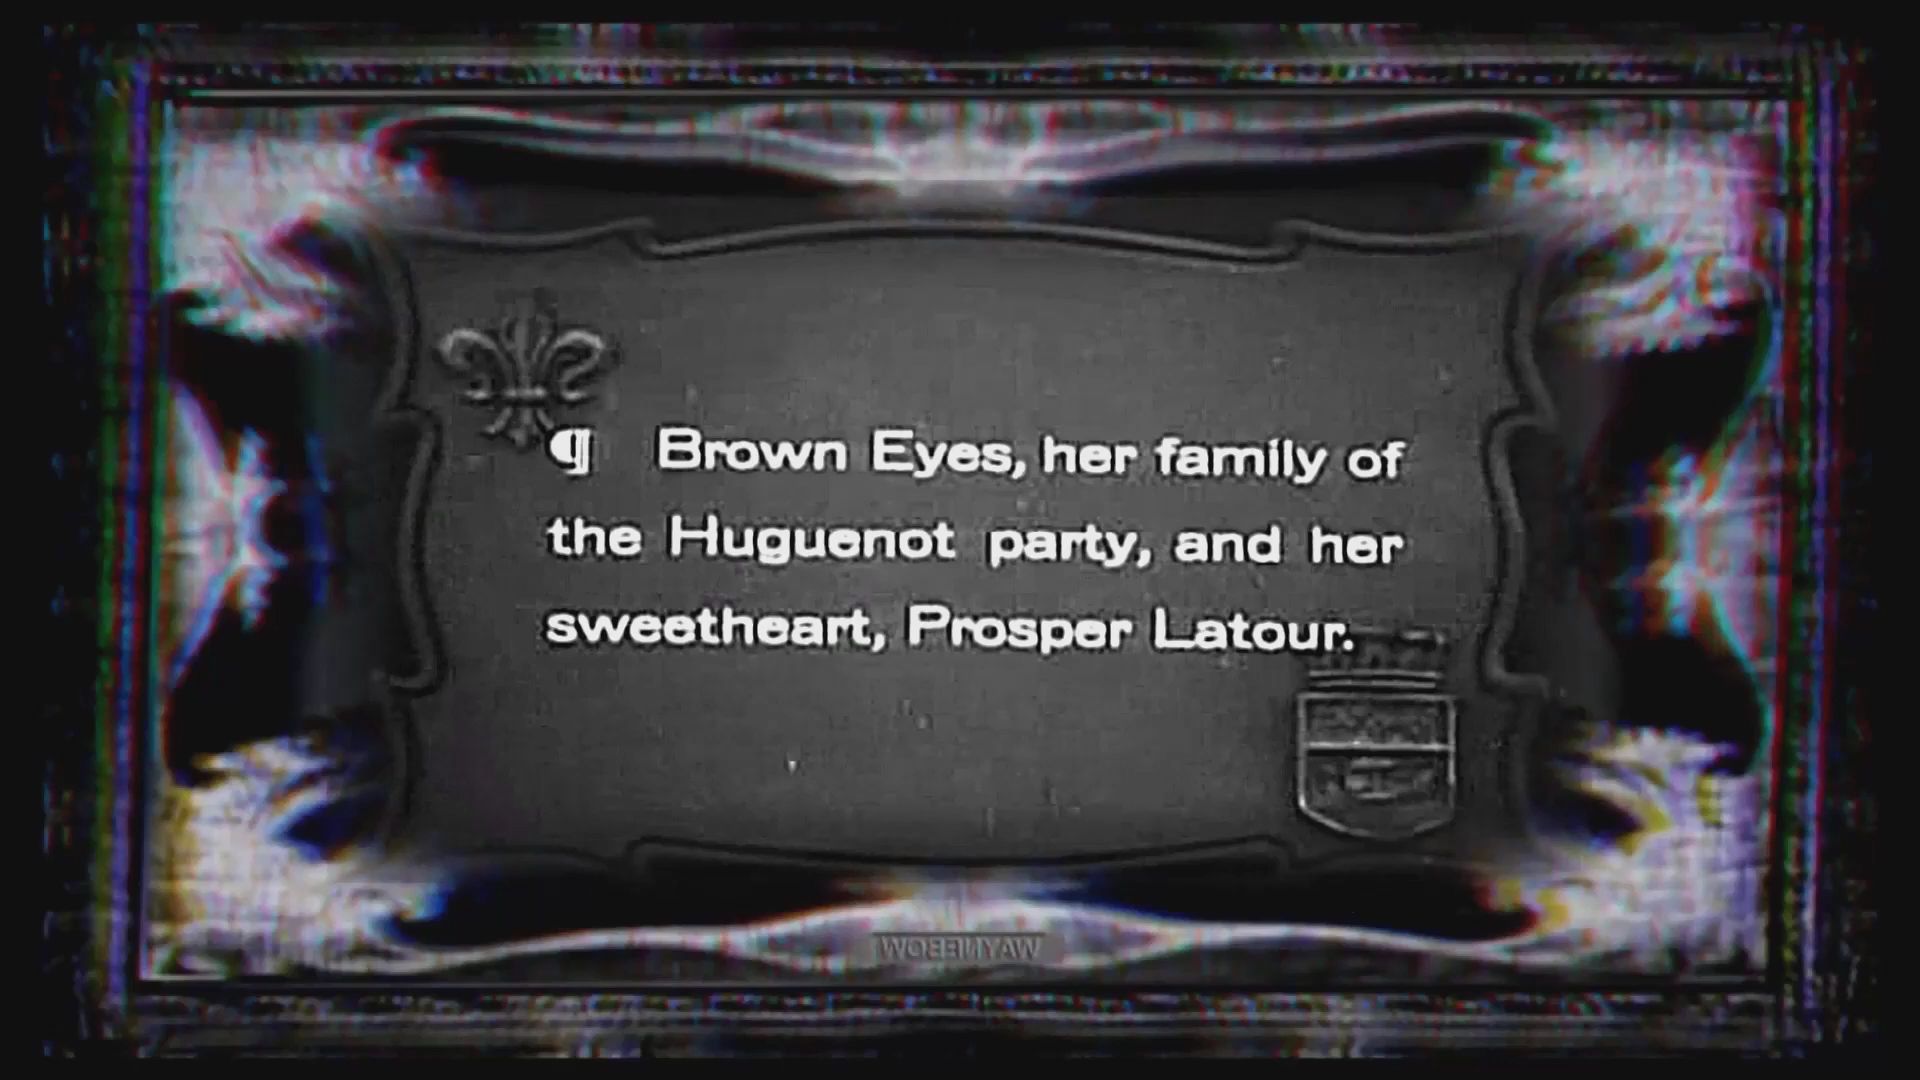 ¶ Brown Eyes, her family of
the Huguenot party, and her
sweetheart, Prosper Latour.